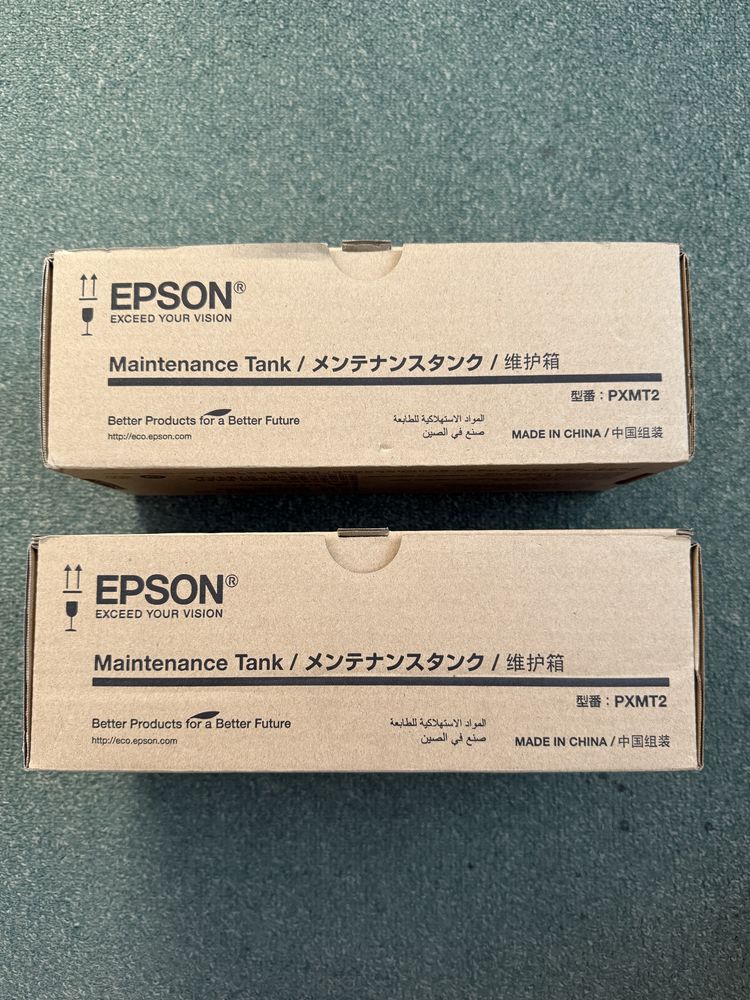 EPSON®
EXCEED YOUR VISION
Maintenance Tank / メンテナンスタンク / 维护箱
型番：PXMT2
Better Products for a Better Future
http://eco.epson.com
المواد الاستهلاكية للطابعة
صنع في الصين
MADE IN CHINA / 中国组装
EPSON®
EXCEED YOUR VISION
Maintenance Tank / メンテナンスタンク / 维护箱
型番：PXMT2
Better Products for a Better Future
http://eco.epson.com
المواد الاستهلاكية للطابعة
صنع في الصين
MADE IN CHINA / 中国组装